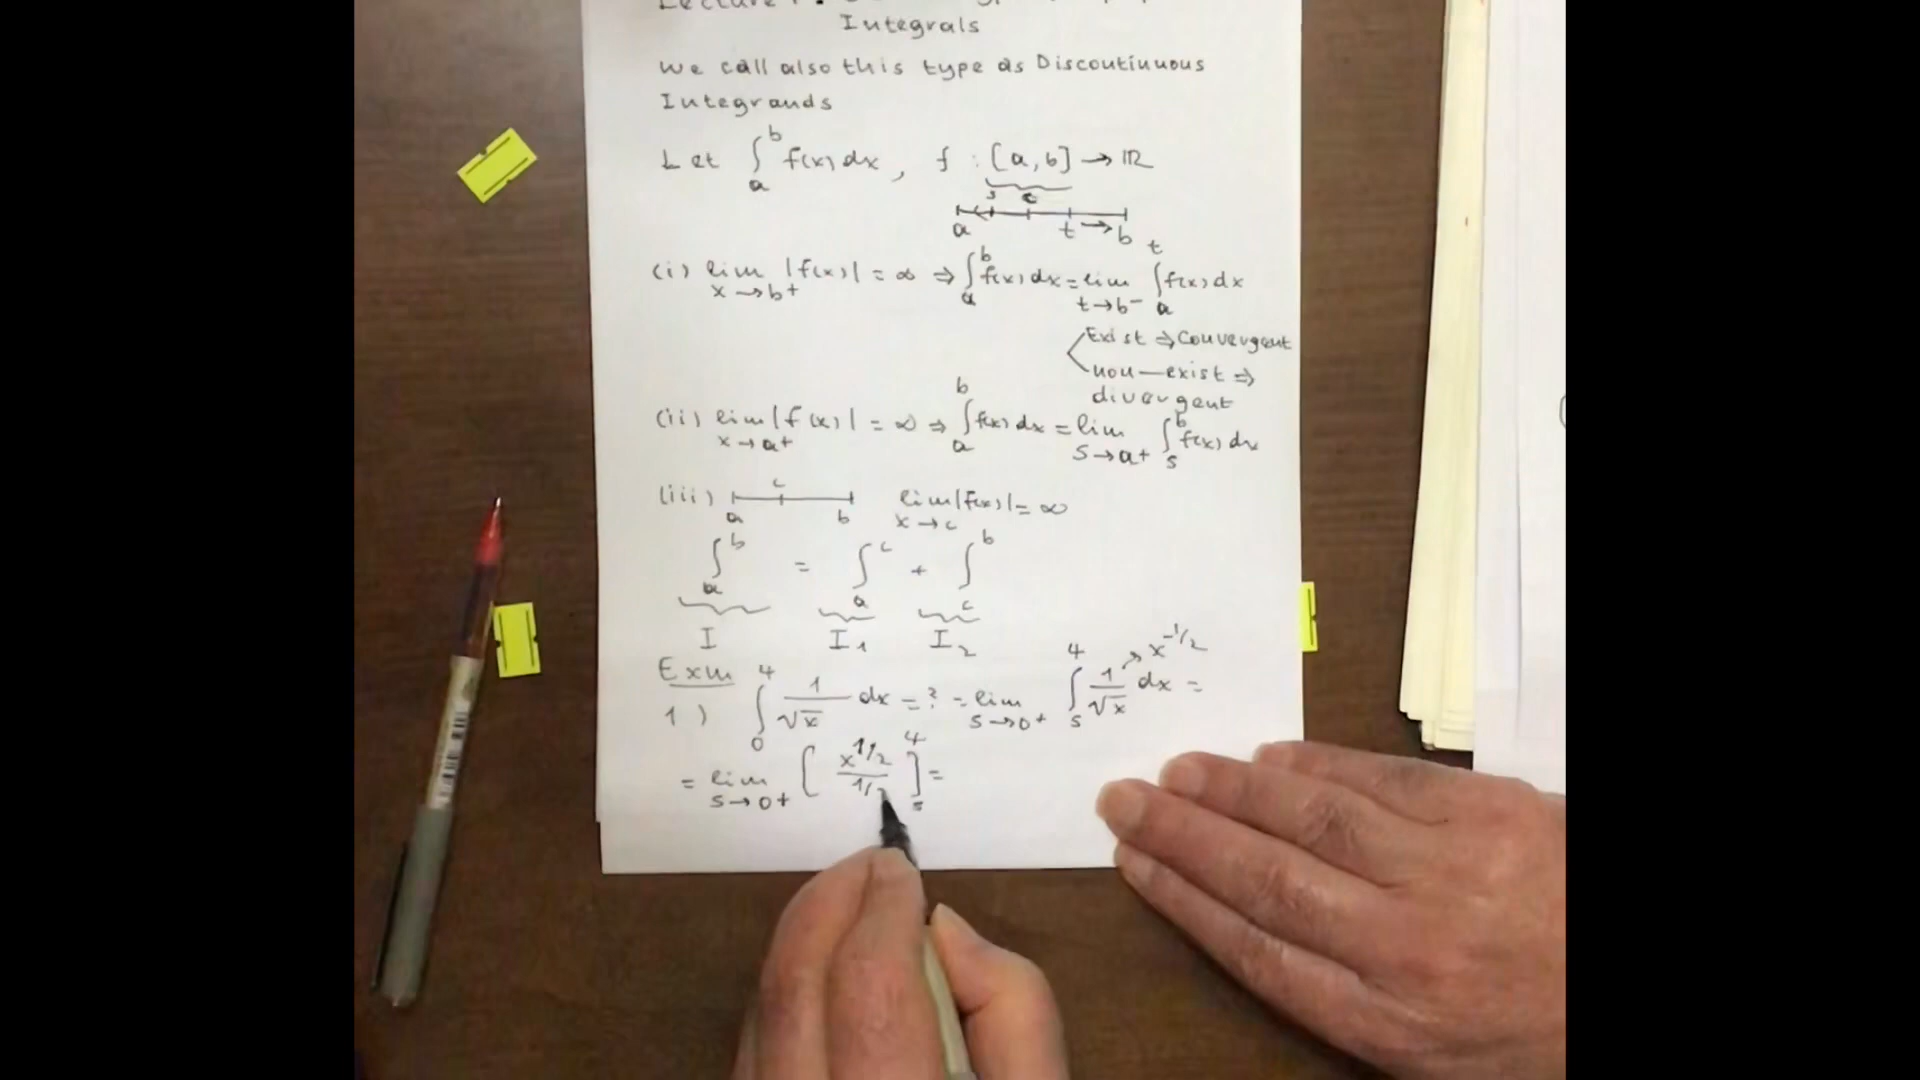 Integrals
We call also this type as Discontinuous
Integrands
Let ∫_a^b f(x) dx, f : [a, b] → IR
s c
a t → b
(i) lim_{x→b+} |f(x)| = ∞ ⇒ ∫_a^b f(x) dx = lim_{t→b-} ∫_a^t f(x) dx
Exist ⇒ Convergent
non-exist ⇒
divergent
(ii) lim_{x→a+} |f(x)| = ∞ ⇒ ∫_a^b f(x) dx = lim_{s→a+} ∫_s^b f(x) dx
(iii) a c b lim_{x→c} |f(x)| = ∞
∫_a^b = ∫_a^c + ∫_c^b
I I_1 I_2
Exm
1) ∫_0^4 1/√x dx = ? = lim_{s→0+} ∫_s^4 1/√x dx = → x^{-1/2}
= lim_{s→0+} [ x^{1/2} / 1/2 ]_s^4 =